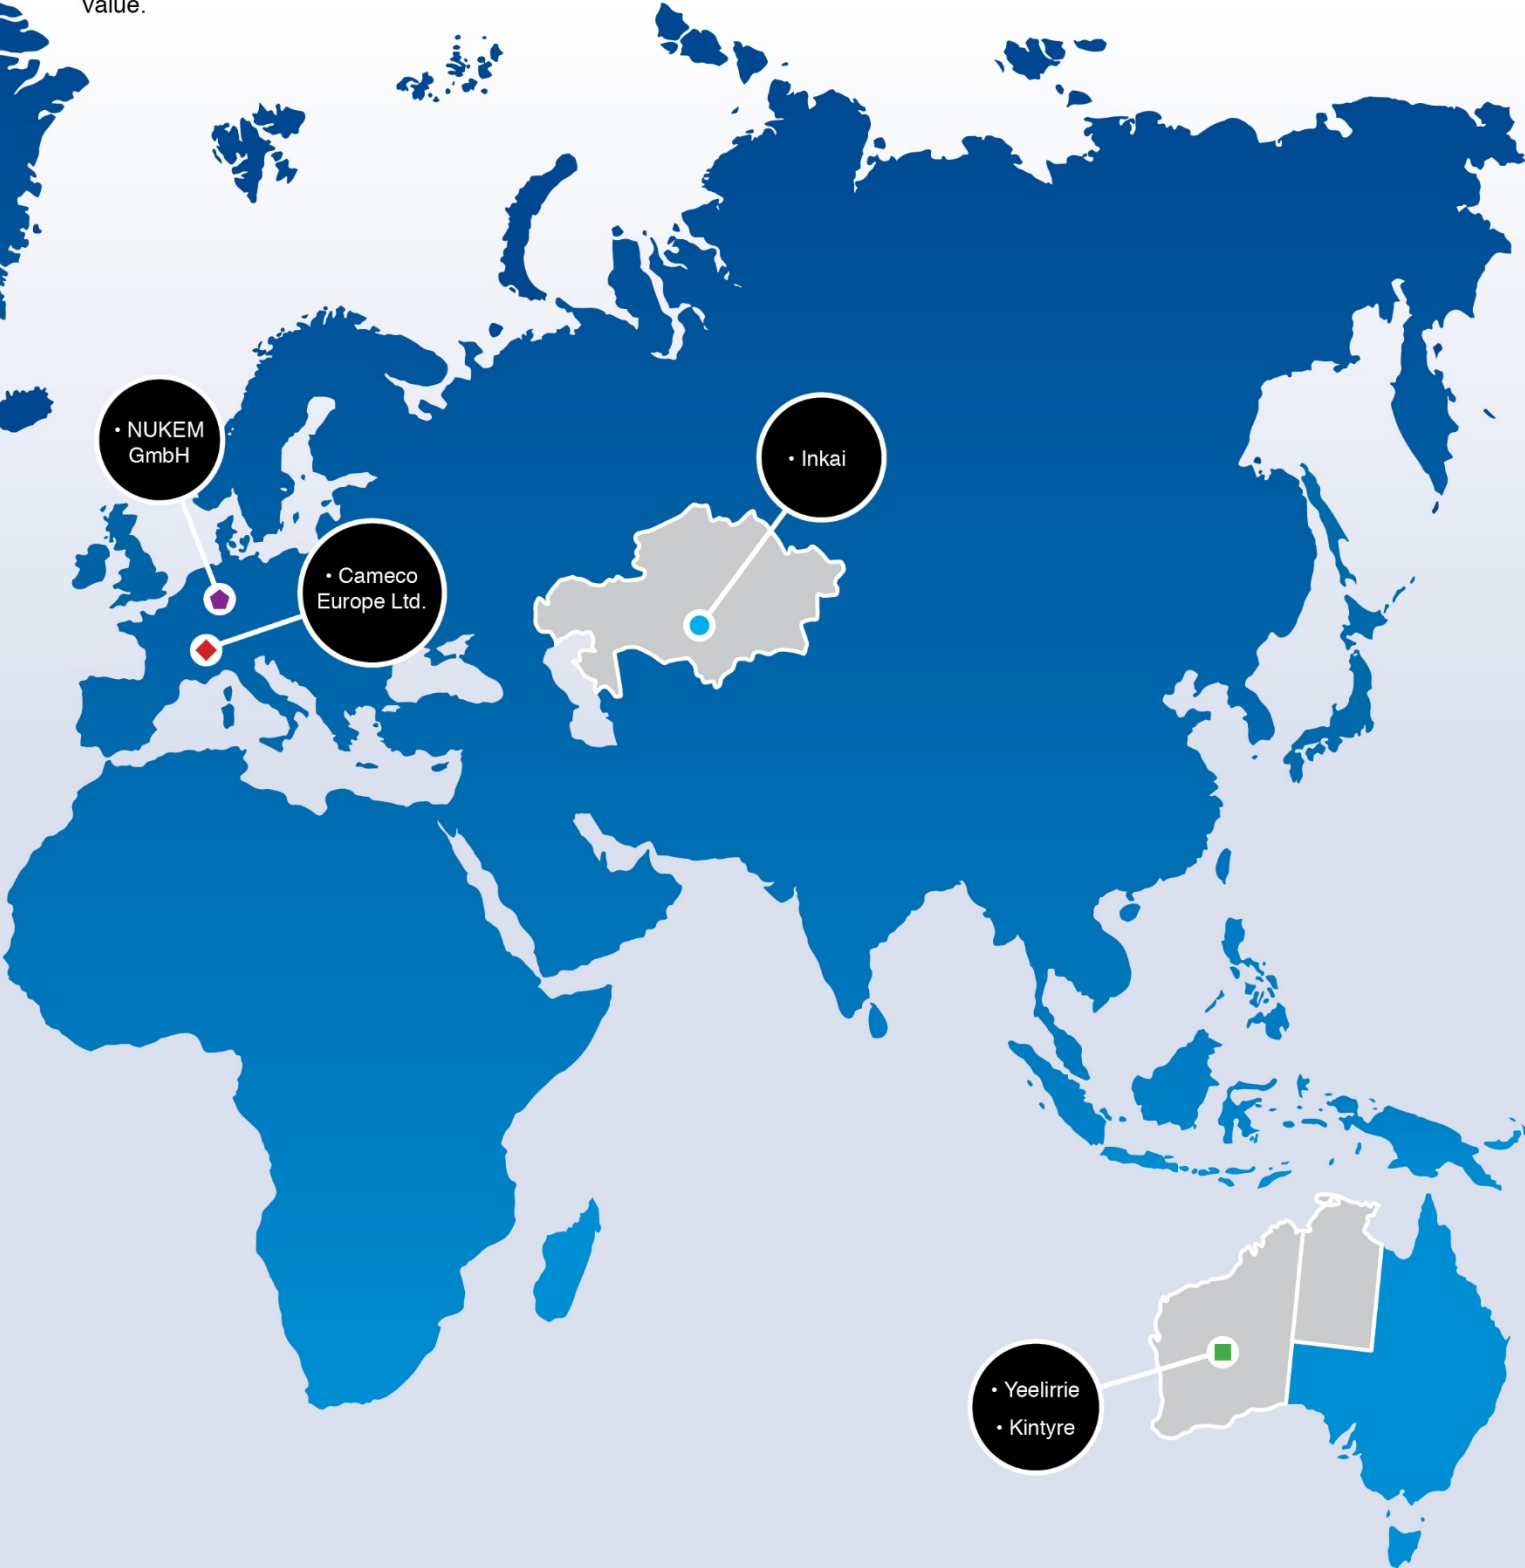 value.
• NUKEM
GmbH
• Inkai
• Cameco
Europe Ltd.
• Yeelirrie
• Kintyre